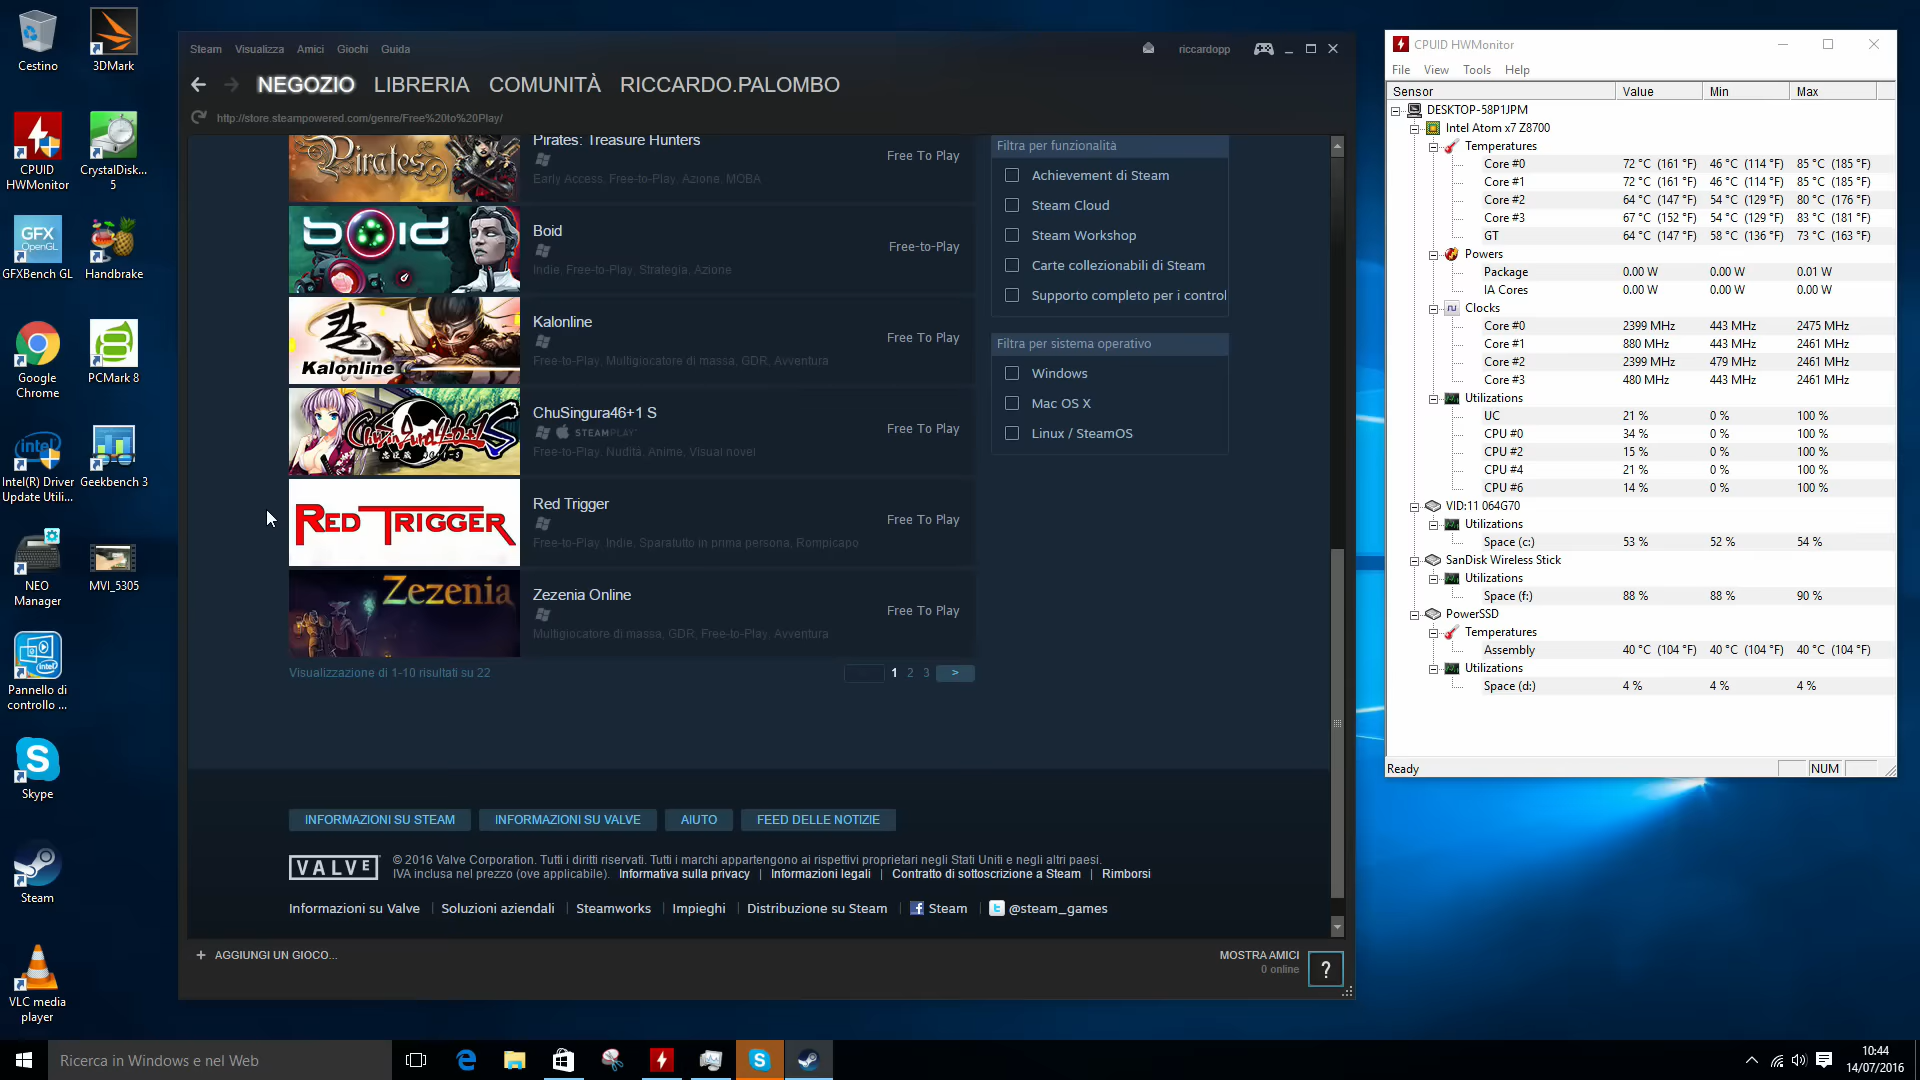 Cestino
3DMark
CPUID
HWMonitor
CrystalDisk...
5
GFX
OpenGL
GFXBench GL
Handbrake
Google
Chrome
PCMark 8
intel
Intel(R) Driver
Update Utili...
Geekbench 3
NEO
Manager
MVI_5305
Pannello di
controllo ...
Skype
Steam
VLC media
player
Steam Visualizza Amici Giochi Guida
riccardopp
NEGOZIO LIBRERIA COMUNITÀ RICCARDO.PALOMBO
http://store.steampowered.com/genre/Free%20to%20Play/
Pirates
Pirates: Treasure Hunters
Early Access, Free-to-Play, Azione, MOBA
Free To Play
boid
Boid
Indie, Free-to-Play, Strategia, Azione
Free-to-Play
칼
Kalonline
Kalonline
Free-to-Play, Multigiocatore di massa, GDR, Avventura
Free To Play
ChuSingura46+1 S
STEAMPLAY
Free-to-Play, Nudità, Anime, Visual novel
Free To Play
RED TRIGGER
Red Trigger
Free-to-Play, Indie, Sparatutto in prima persona, Rompicapo
Free To Play
Zezenia
Zezenia Online
Multigiocatore di massa, GDR, Free-to-Play, Avventura
Free To Play
Visualizzazione di 1-10 risultati su 22
1 2 3 >
Filtra per funzionalità
Achievement di Steam
Steam Cloud
Steam Workshop
Carte collezionabili di Steam
Supporto completo per i control
Filtra per sistema operativo
Windows
Mac OS X
Linux / SteamOS
INFORMAZIONI SU STEAM INFORMAZIONI SU VALVE AIUTO FEED DELLE NOTIZIE
VALVE
© 2016 Valve Corporation. Tutti i diritti riservati. Tutti i marchi appartengono ai rispettivi proprietari negli Stati Uniti e negli altri paesi.
IVA inclusa nel prezzo (ove applicabile). Informativa sulla privacy | Informazioni legali | Contratto di sottoscrizione a Steam | Rimborsi
Informazioni su Valve | Soluzioni aziendali | Steamworks | Impieghi | Distribuzione su Steam | Steam | @steam_games
+ AGGIUNGI UN GIOCO...
MOSTRA AMICI
0 online
?
CPUID HWMonitor
File View Tools Help
Sensor Value Min Max
DESKTOP-58P1JPM
Intel Atom x7 Z8700
Temperatures
Core #0 72 °C (161 °F) 46 °C (114 °F) 85 °C (185 °F)
Core #1 72 °C (161 °F) 46 °C (114 °F) 85 °C (185 °F)
Core #2 64 °C (147 °F) 54 °C (129 °F) 80 °C (176 °F)
Core #3 67 °C (152 °F) 54 °C (129 °F) 83 °C (181 °F)
GT 64 °C (147 °F) 58 °C (136 °F) 73 °C (163 °F)
Powers
Package 0.00 W 0.00 W 0.01 W
IA Cores 0.00 W 0.00 W 0.00 W
Clocks
Core #0 2399 MHz 443 MHz 2475 MHz
Core #1 880 MHz 443 MHz 2461 MHz
Core #2 2399 MHz 479 MHz 2461 MHz
Core #3 480 MHz 443 MHz 2461 MHz
Utilizations
UC 21 % 0 % 100 %
CPU #0 34 % 0 % 100 %
CPU #2 15 % 0 % 100 %
CPU #4 21 % 0 % 100 %
CPU #6 14 % 0 % 100 %
VID:11 064G70
Utilizations
Space (c:) 53 % 52 % 54 %
SanDisk Wireless Stick
Utilizations
Space (f:) 88 % 88 % 90 %
PowerSSD
Temperatures
Assembly 40 °C (104 °F) 40 °C (104 °F) 40 °C (104 °F)
Utilizations
Space (d:) 4 % 4 % 4 %
Ready
NUM
Ricerca in Windows e nel Web
10:44
14/07/2016